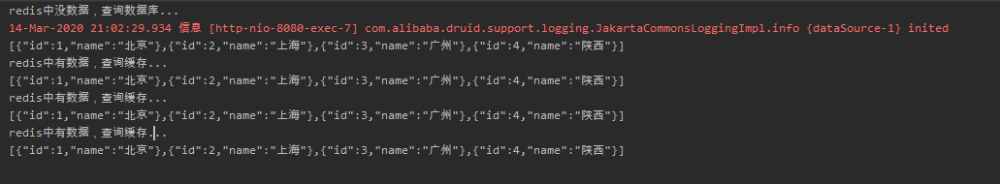 redis中没数据，查询数据库...
14-Mar-2020 21:02:29.934 信息 [http-nio-8080-exec-7] com.alibaba.druid.support.logging.JakartaCommonsLoggingImpl.info {dataSource-1} inited
[{"id":1,"name":"北京"},{"id":2,"name":"上海"},{"id":3,"name":"广州"},{"id":4,"name":"陕西"}]
redis中有数据，查询缓存...
[{"id":1,"name":"北京"},{"id":2,"name":"上海"},{"id":3,"name":"广州"},{"id":4,"name":"陕西"}]
redis中有数据，查询缓存...
[{"id":1,"name":"北京"},{"id":2,"name":"上海"},{"id":3,"name":"广州"},{"id":4,"name":"陕西"}]
redis中有数据，查询缓存...
[{"id":1,"name":"北京"},{"id":2,"name":"上海"},{"id":3,"name":"广州"},{"id":4,"name":"陕西"}]